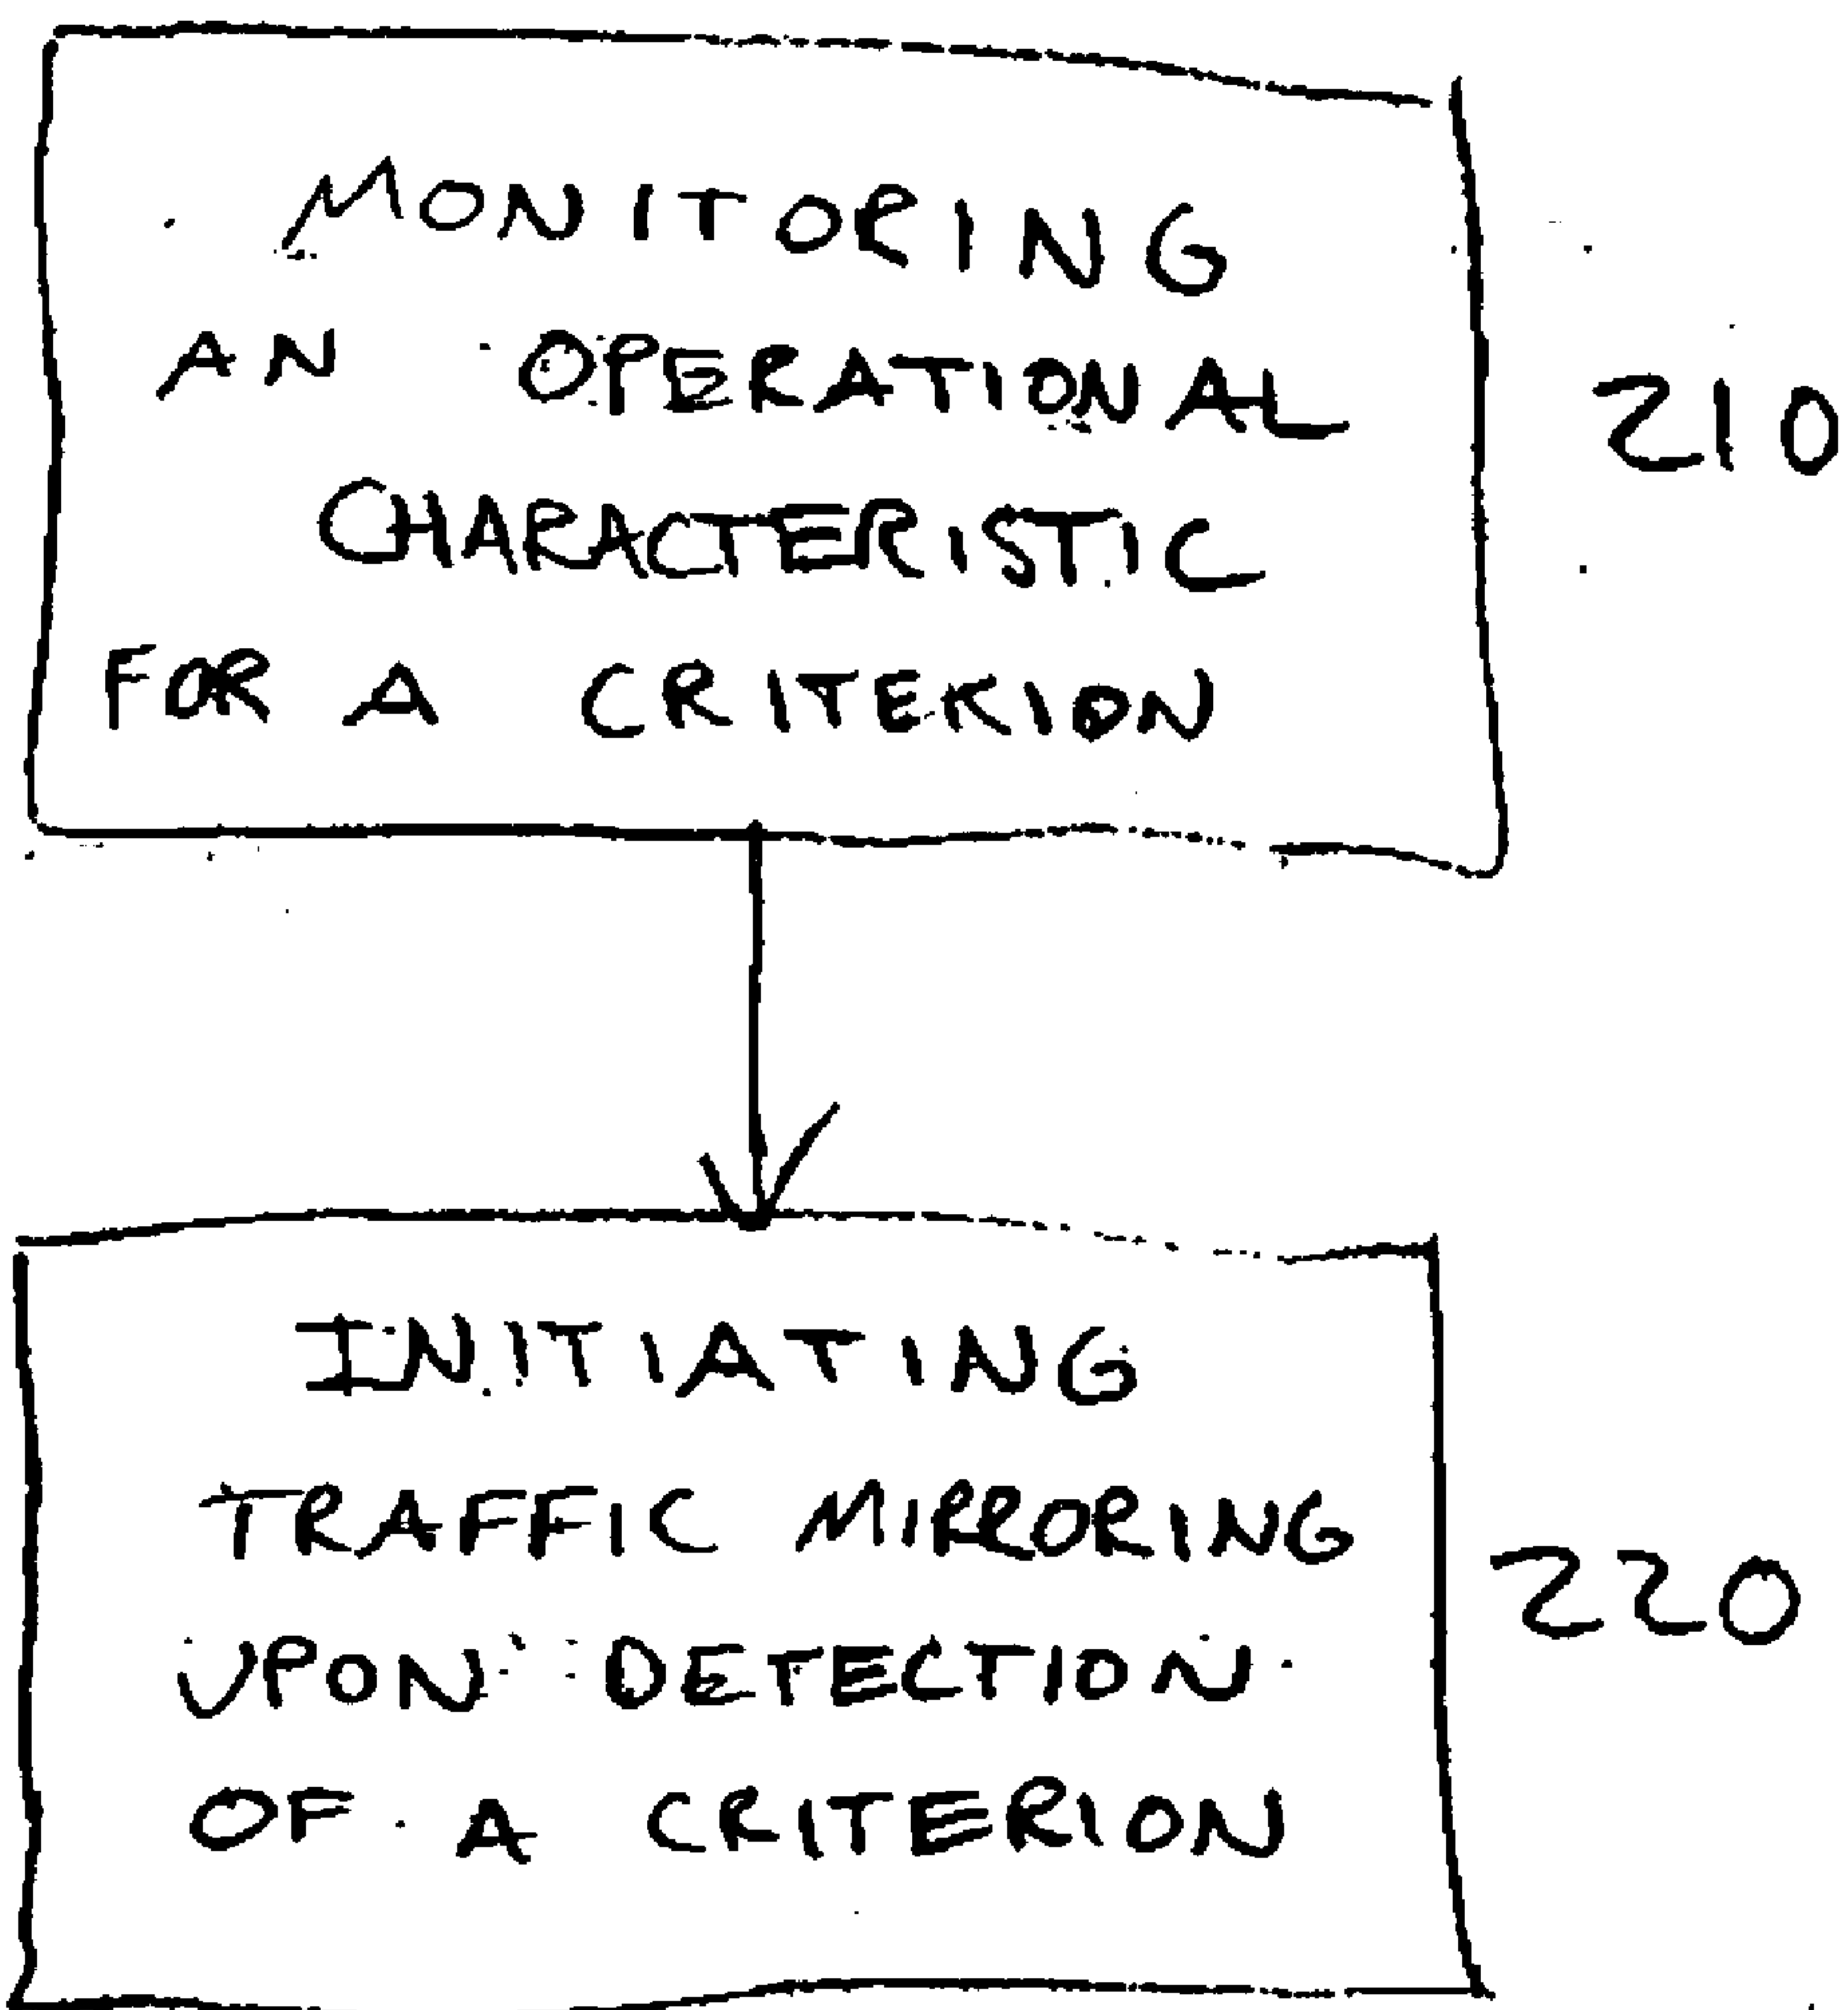 MONITORING
AN OPERATIONAL
CHARACTERISTIC
FOR A CRITERION
210
INITIATING
TRAFFIC MIRRORING
UPON DETECTION
OF A CRITERION
220